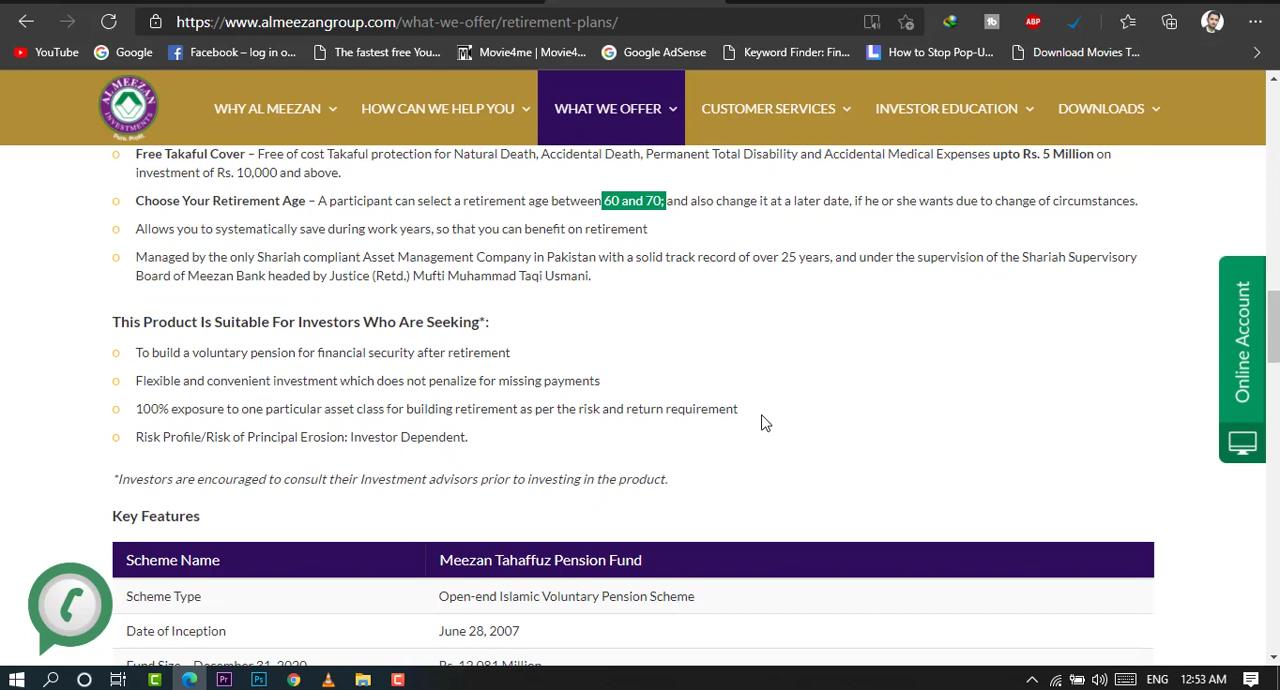 https://www.almeezangroup.com/what-we-offer/retirement-plans/
YouTube Google Facebook – log in o... The fastest free You... Movie4me | Movie4... Google AdSense Keyword Finder: Fin... How to Stop Pop-U... Download Movies T...
AL MEEZAN INVESTMENTS
WHY AL MEEZAN HOW CAN WE HELP YOU WHAT WE OFFER CUSTOMER SERVICES INVESTOR EDUCATION DOWNLOADS
Free Takaful Cover – Free of cost Takaful protection for Natural Death, Accidental Death, Permanent Total Disability and Accidental Medical Expenses upto Rs. 5 Million on
investment of Rs. 10,000 and above.
Choose Your Retirement Age – A participant can select a retirement age between 60 and 70; and also change it at a later date, if he or she wants due to change of circumstances.
Allows you to systematically save during work years, so that you can benefit on retirement
Managed by the only Shariah compliant Asset Management Company in Pakistan with a solid track record of over 25 years, and under the supervision of the Shariah Supervisory
Board of Meezan Bank headed by Justice (Retd.) Mufti Muhammad Taqi Usmani.
This Product Is Suitable For Investors Who Are Seeking*:
To build a voluntary pension for financial security after retirement
Flexible and convenient investment which does not penalize for missing payments
100% exposure to one particular asset class for building retirement as per the risk and return requirement
Risk Profile/Risk of Principal Erosion: Investor Dependent.
*Investors are encouraged to consult their Investment advisors prior to investing in the product.
Key Features
Scheme Name Meezan Tahaffuz Pension Fund
Scheme Type Open-end Islamic Voluntary Pension Scheme
Date of Inception June 28, 2007
Fund Size – December 31, 2020 Rs. 12,081 Million
Online Account
ABP
ENG 12:53 AM